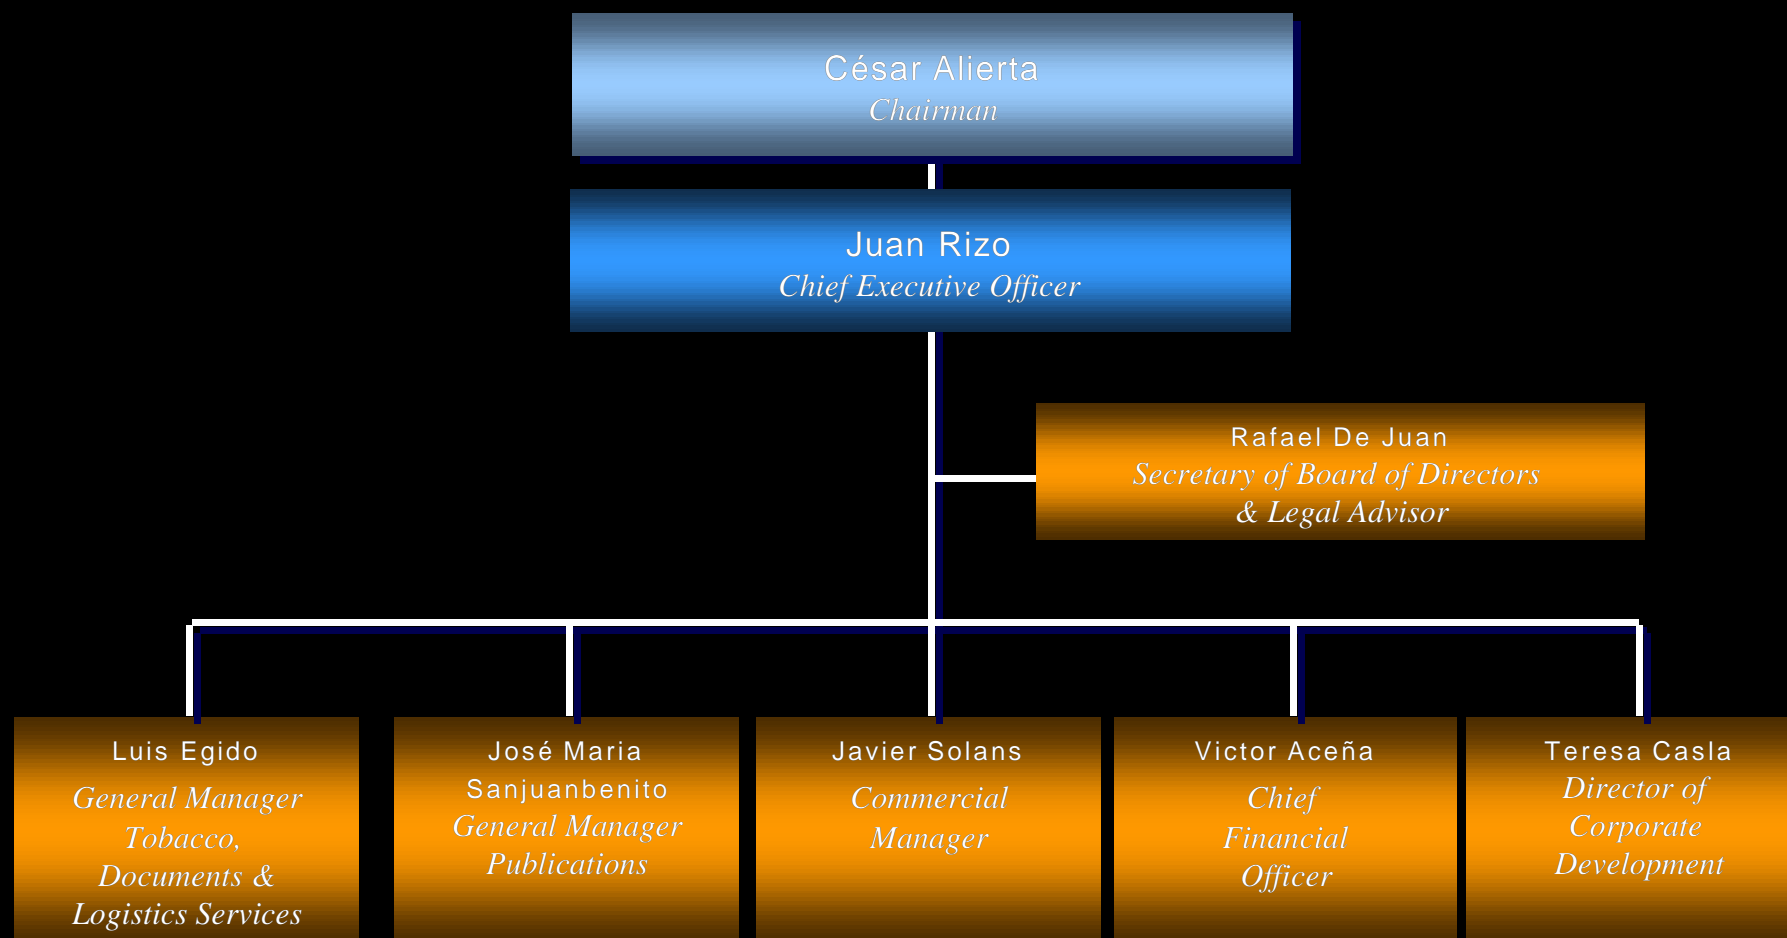 César Alierta
Chairman
Juan Rizo
Chief Executive Officer
Rafael De Juan
Secretary of Board of Directors
& Legal Advisor
Luis Egido
General Manager
Tobacco,
Documents &
Logistics Services
José Maria
Sanjuanbenito
General Manager
Publications
Javier Solans
Commercial
Manager
Victor Aceña
Chief
Financial
Officer
Teresa Casla
Director of
Corporate
Development